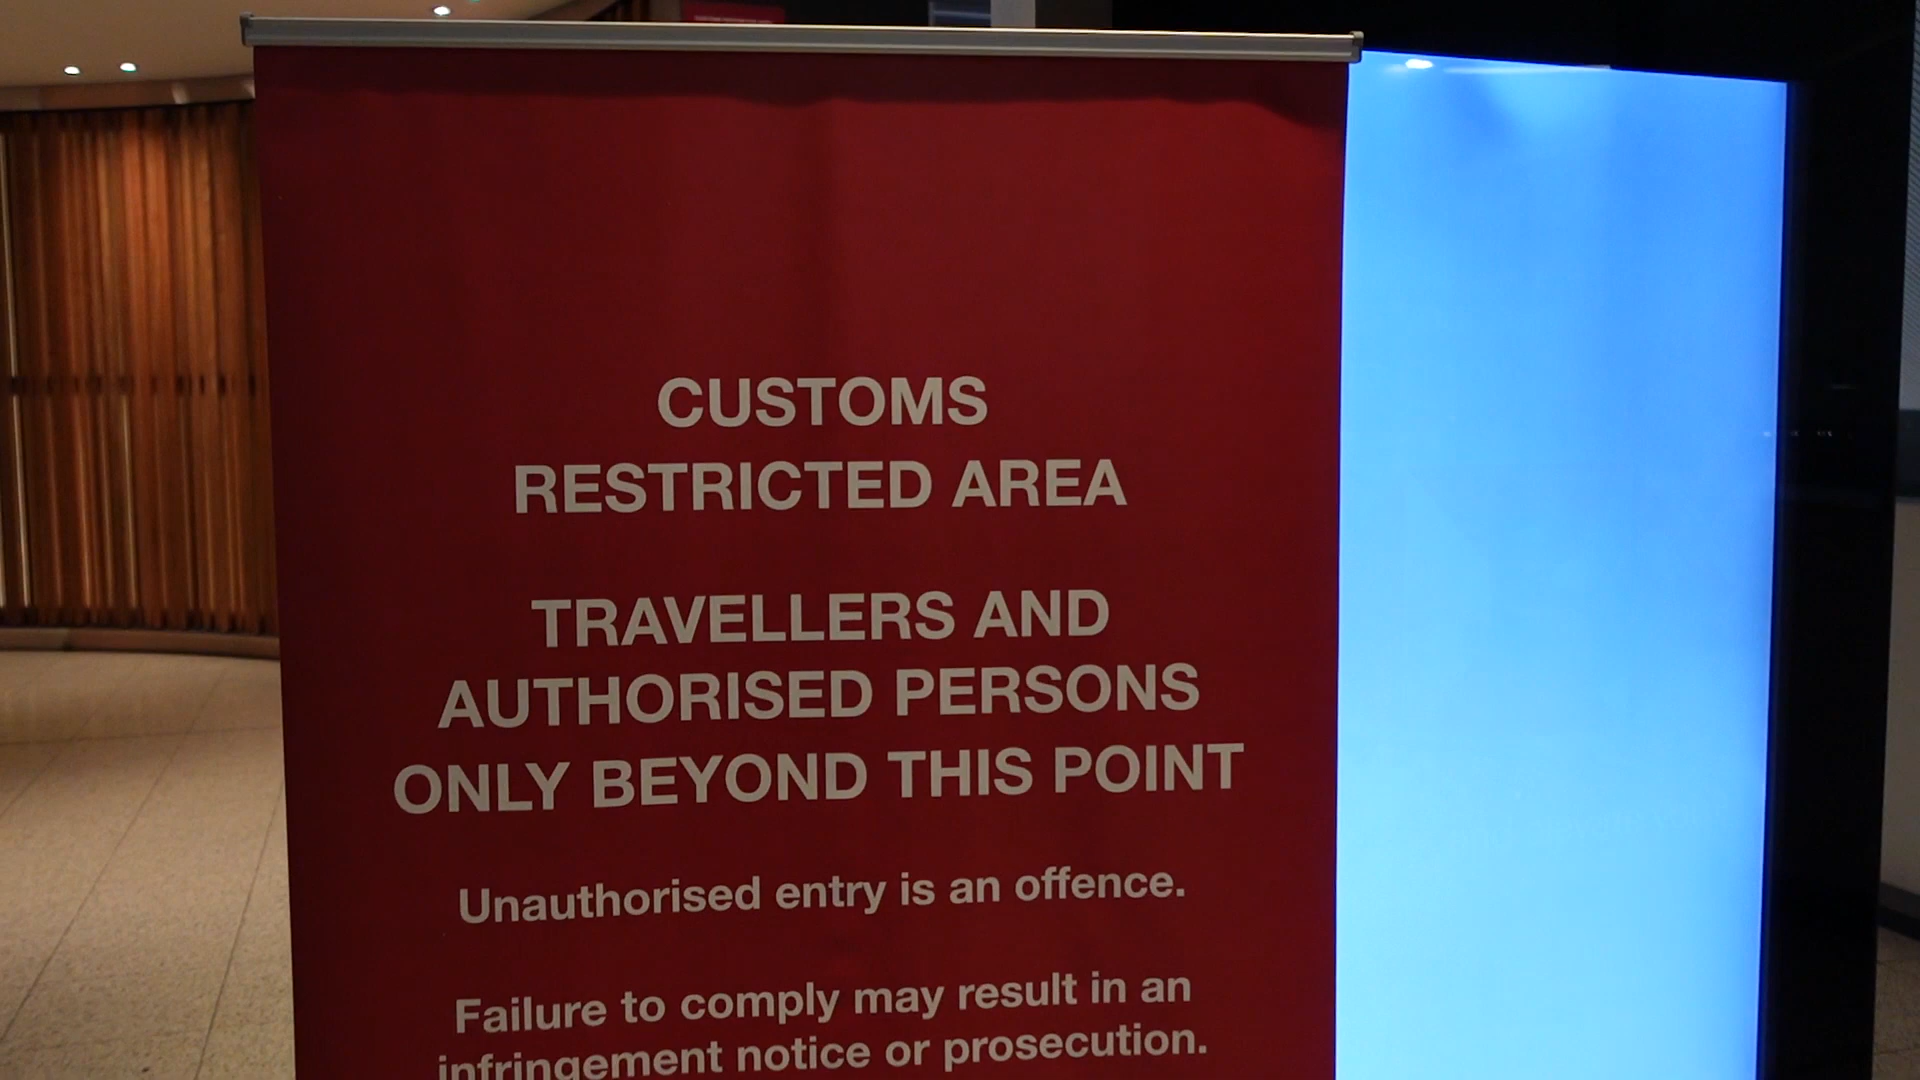 CUSTOMS
RESTRICTED AREA
TRAVELLERS AND
AUTHORISED PERSONS
ONLY BEYOND THIS POINT
Unauthorised entry is an offence.
Failure to comply may result in an
infringement notice or prosecution.